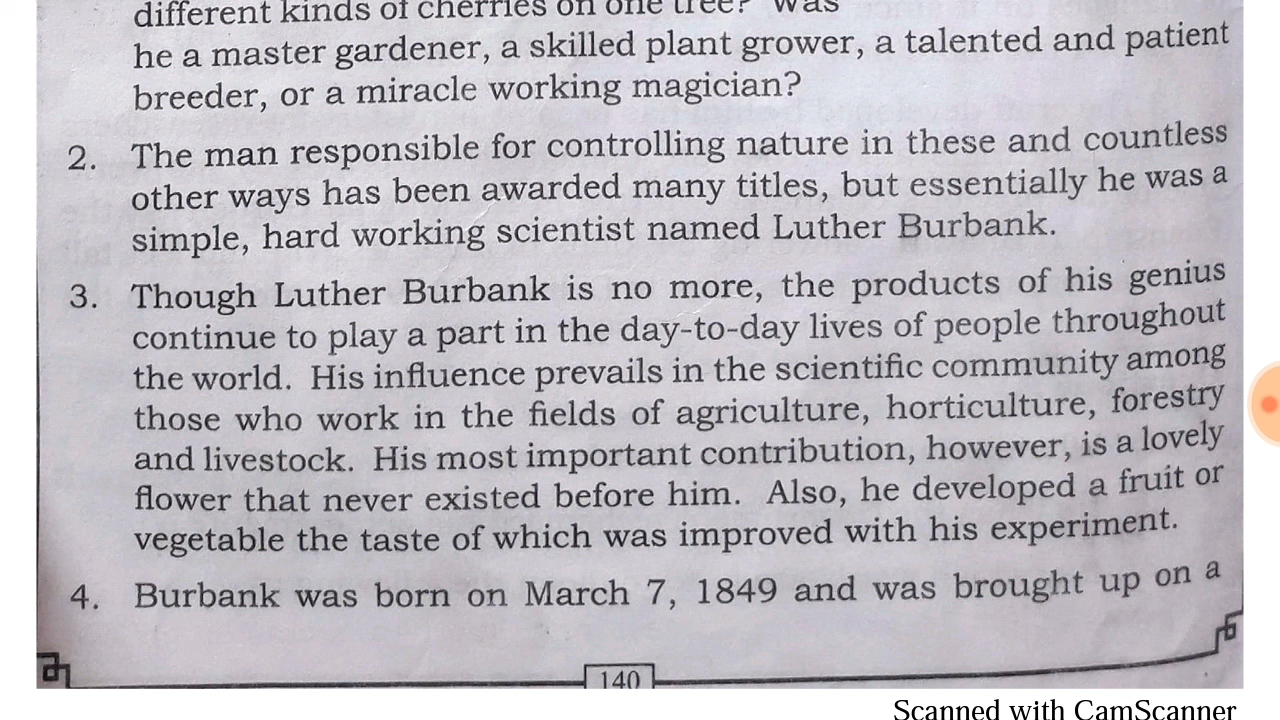 different kinds of cherries on one tree? Was
he a master gardener, a skilled plant grower, a talented and patient
breeder, or a miracle working magician?
2. The man responsible for controlling nature in these and countless
other ways has been awarded many titles, but essentially he was a
simple, hard working scientist named Luther Burbank.
3. Though Luther Burbank is no more, the products of his genius
continue to play a part in the day-to-day lives of people throughout
the world. His influence prevails in the scientific community among
those who work in the fields of agriculture, horticulture, forestry
and livestock. His most important contribution, however, is a lovely
flower that never existed before him. Also, he developed a fruit or
vegetable the taste of which was improved with his experiment.
4. Burbank was born on March 7, 1849 and was brought up on a
140
Scanned with CamScanner